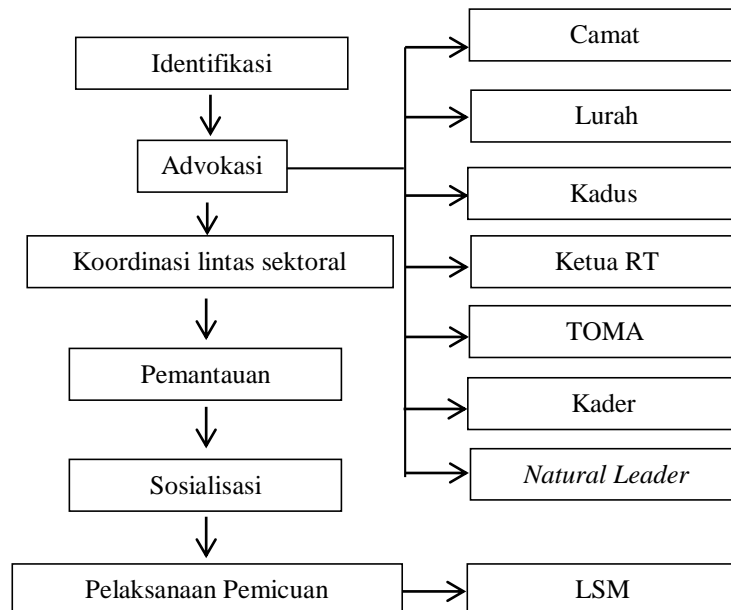 Identifikasi
Advokasi
Koordinasi lintas sektoral
Pemantauan
Sosialisasi
Pelaksanaan Pemicuan
Camat
Lurah
Kadus
Ketua RT
TOMA
Kader
Natural Leader
LSM